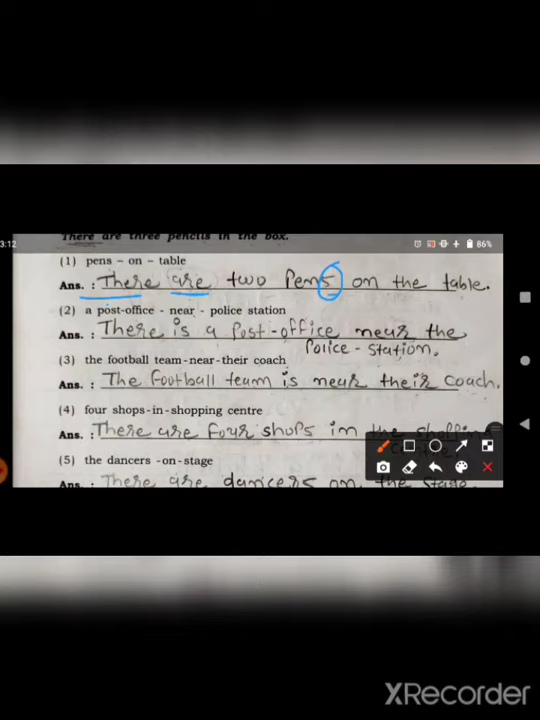 There are three pencils in the box.
3:12
86%
(1) pens - on - table
Ans. : There are two pens on the table.
(2) a post-office - near - police station
Ans. : There is a post-office near the
police-station.
(3) the football team-near-their coach
Ans. : The football team is near their coach.
(4) four shops-in-shopping centre
Ans. : There are four shops in the
(5) the dancers -on-stage
Ans. : There are dancers on the stage.
XRecorder